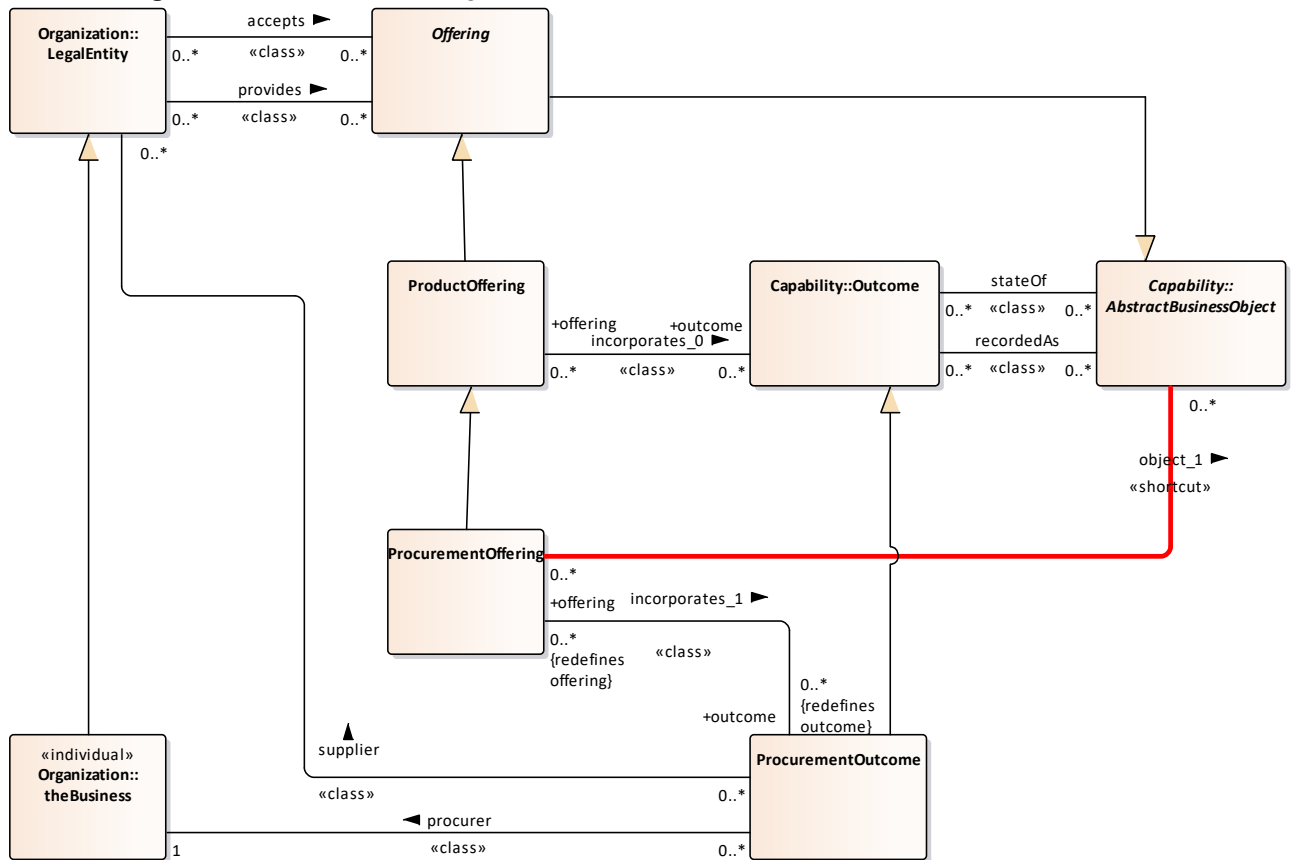 accepts
Organization::
LegalEntity
Offering
0..*
«class»
0..*
provides
0..*
«class»
0..*
0..*
ProductOffering
Capability::Outcome
stateOf
Capability::
AbstractBusinessObject
0..*
«class»
0..*
+offering
+outcome
incorporates_0
recordedAs
0..*
«class»
0..*
0..*
«class»
0..*
0..*
object_1
«shortcut»
ProcurementOffering
0..*
+offering
incorporates_1
0..*
{redefines
offering}
«class»
0..*
{redefines
outcome}
+outcome
«individual»
Organization::
theBusiness
supplier
ProcurementOutcome
«class»
0..*
procurer
1
«class»
0..*